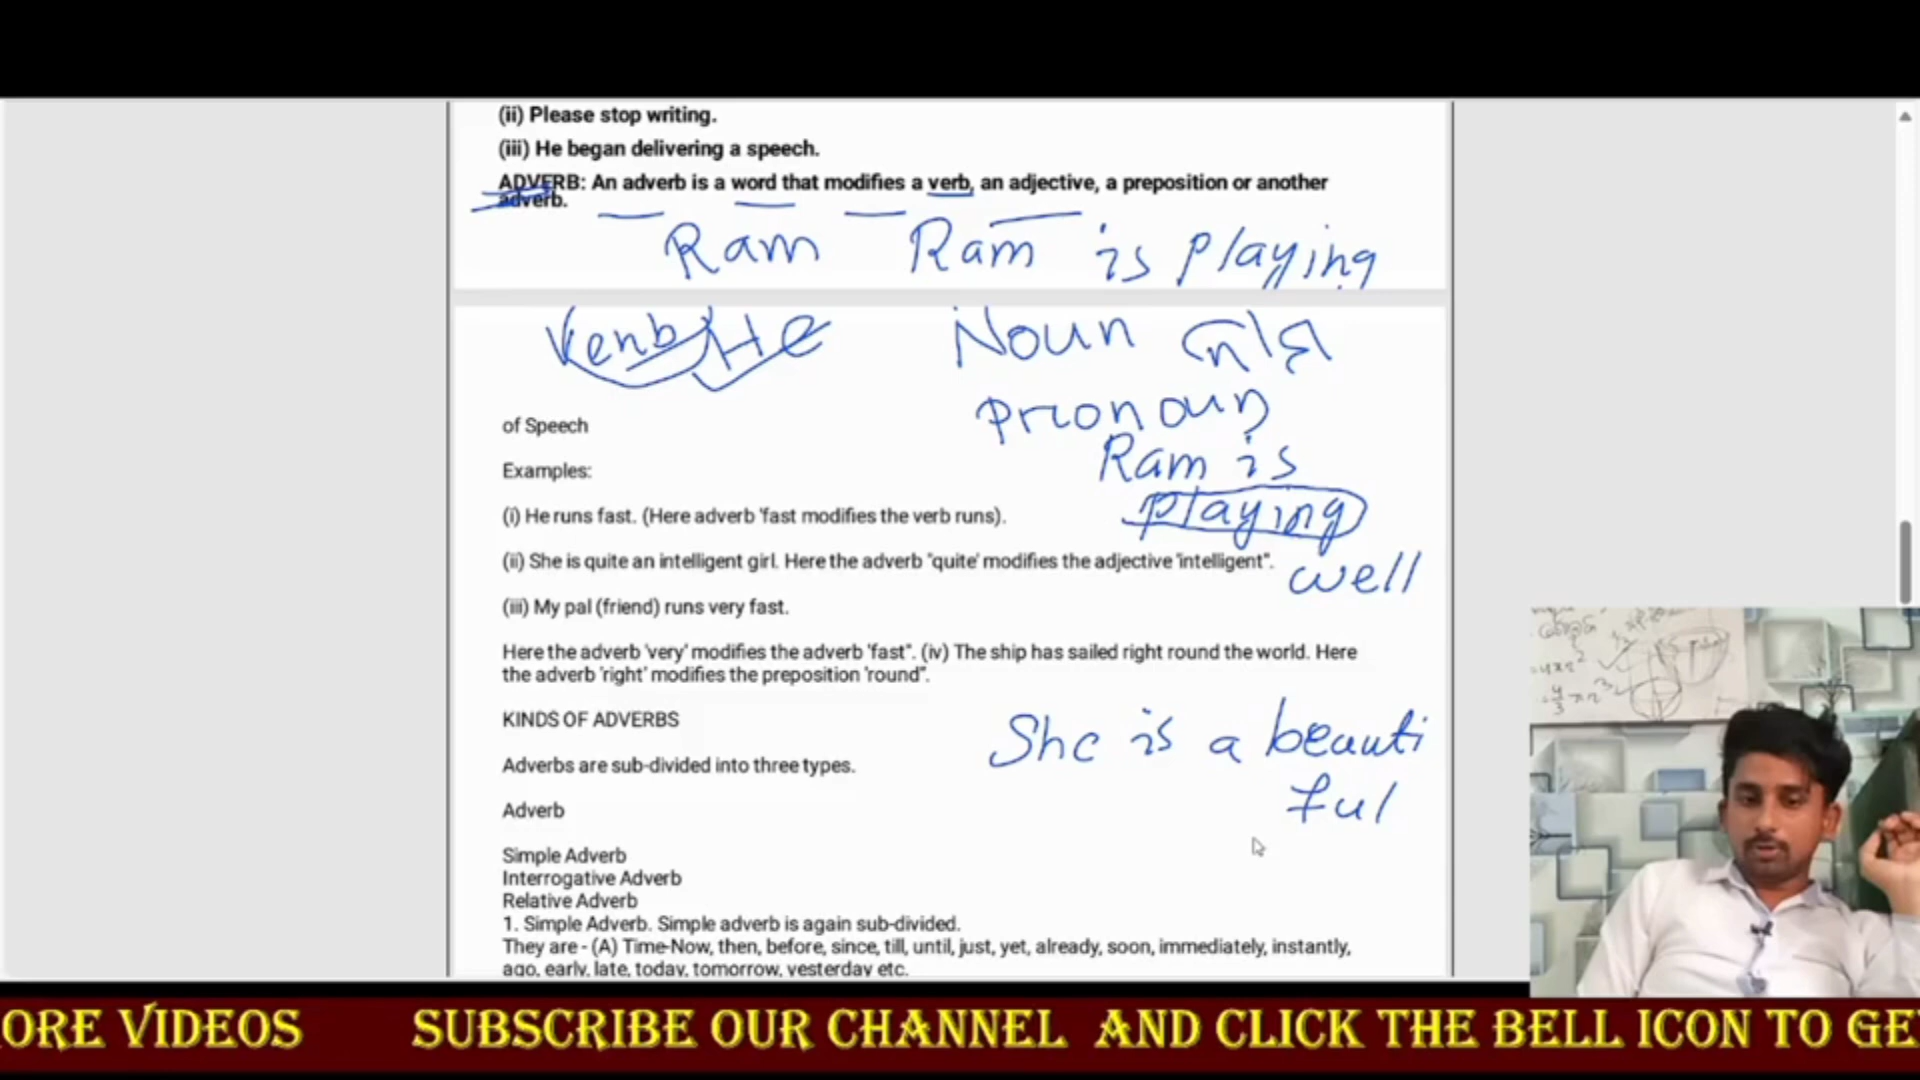 (ii) Please stop writing.
(iii) He began delivering a speech.
ADVERB: An adverb is a word that modifies a verb, an adjective, a preposition or another
adverb.
Ram Ram is playing
Verb He Noun
Pronoun
of Speech
Ram is
Examples:
(i) He runs fast. (Here adverb 'fast modifies the verb runs).
playing
(ii) She is quite an intelligent girl. Here the adverb "quite' modifies the adjective 'intelligent".
well
(iii) My pal (friend) runs very fast.
Here the adverb 'very' modifies the adverb 'fast". (iv) The ship has sailed right round the world. Here
the adverb 'right' modifies the preposition 'round".
KINDS OF ADVERBS
She is a beauti
ful
Adverbs are sub-divided into three types.
Adverb
Simple Adverb
Interrogative Adverb
Relative Adverb
1. Simple Adverb. Simple adverb is again sub-divided.
They are - (A) Time-Now, then, before, since, till, until, just, yet, already, soon, immediately, instantly,
ago, early, late, today, tomorrow, yesterday etc.
ORE VIDEOS SUBSCRIBE OUR CHANNEL AND CLICK THE BELL ICON TO GE